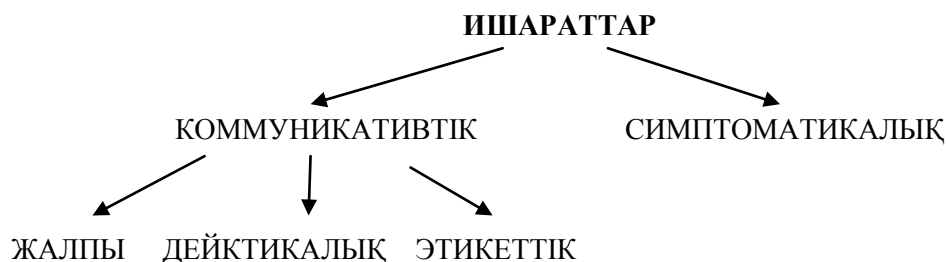 ИШАРАТТАР
КОММУНИКАТИВТІК СИМПТОМАТИКАЛЫҚ
ЖАЛПЫ ДЕЙКТИКАЛЫҚ ЭТИКЕТТІК